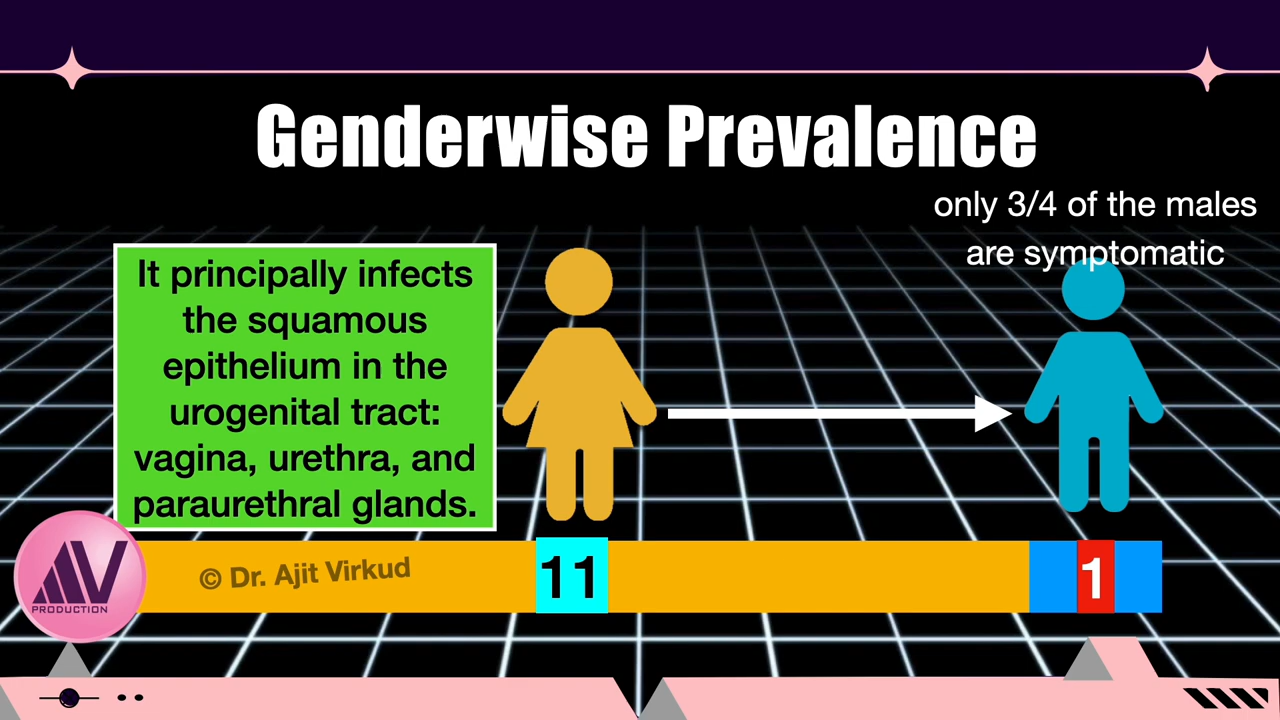 Genderwise Prevalence
only 3/4 of the males
are symptomatic
It principally infects
the squamous
epithelium in the
urogenital tract:
vagina, urethra, and
paraurethral glands.
© Dr. Ajit Virkud
11
1
AV
PRODUCTION